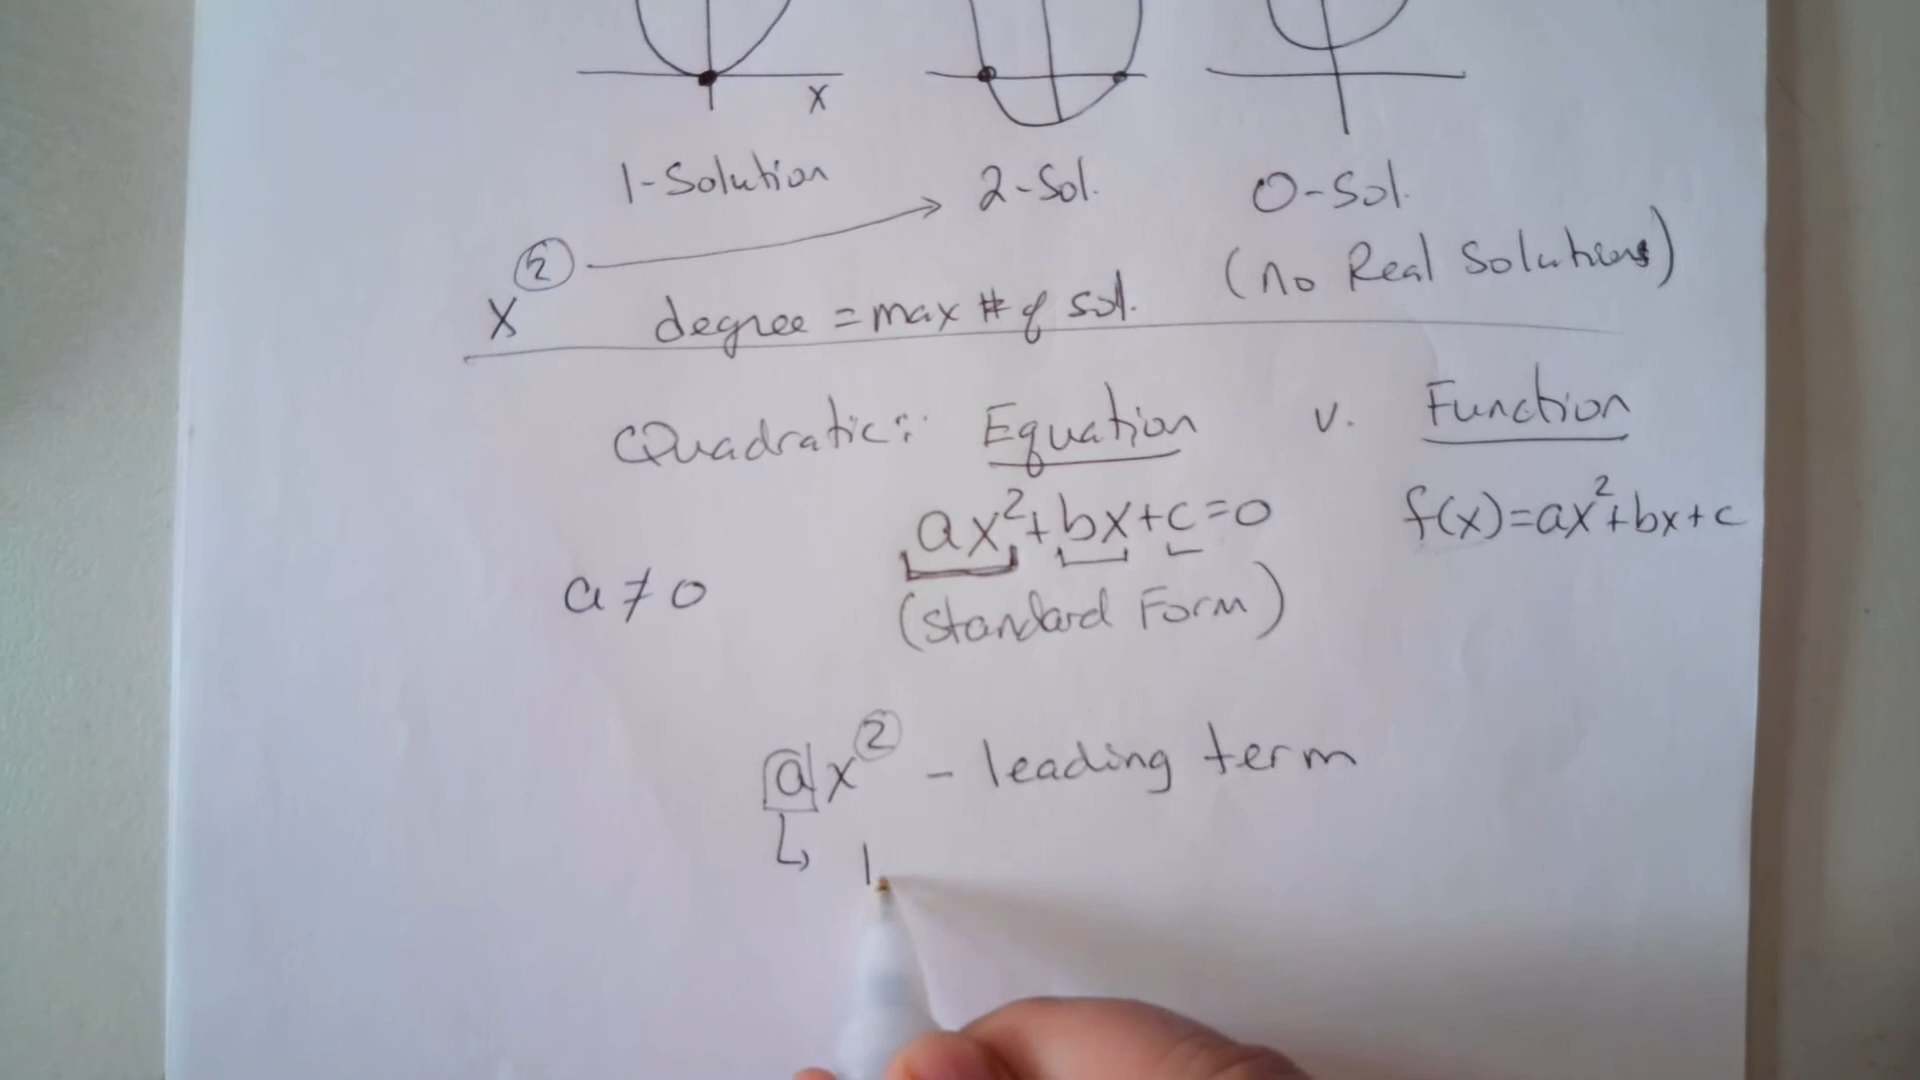 x
1-Solution 2-Sol. 0-Sol.
(no Real Solutions)
x² degree = max # of sol.
Quadratic: Equation v. Function
ax²+bx+c=0 f(x)=ax²+bx+c
a ≠ 0 (Standard Form)
ax² - leading term